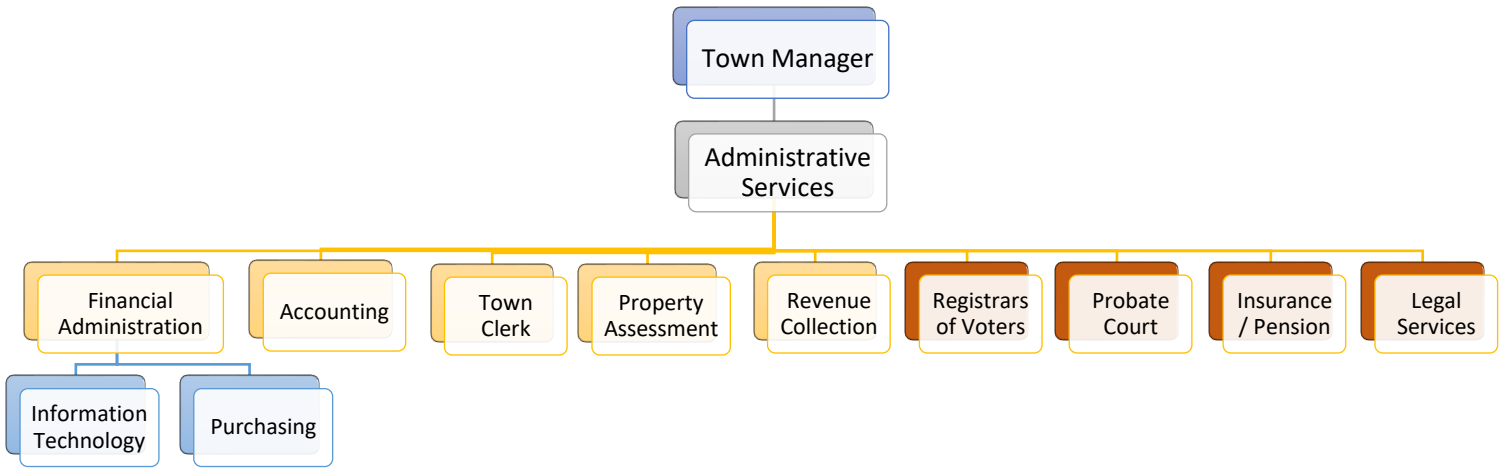 Town Manager
Administrative
Services
Financial
Administration
Accounting
Town
Clerk
Property
Assessment
Revenue
Collection
Registrars
of Voters
Probate
Court
Insurance
/ Pension
Legal
Services
Information
Technology
Purchasing